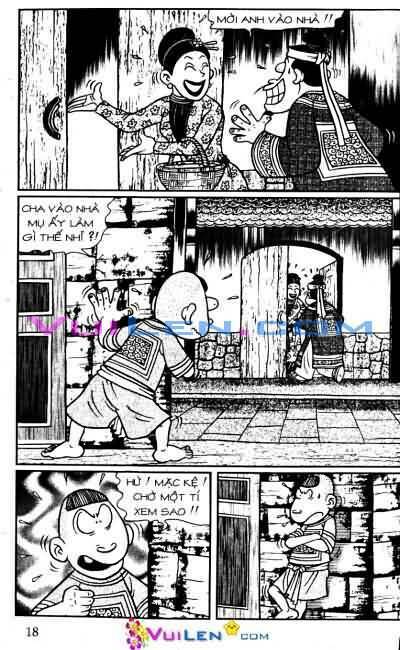 MỜI ANH VÀO NHÀ !!
CHA VÀO NHÀ
MỤ ẤY LÀM
GÌ THẾ NHỈ ?!
VUILEN.COM
HỪ ! MẶC KỆ !
CHỜ MỘT TÍ
XEM SAO !!
18
VUILEN COM